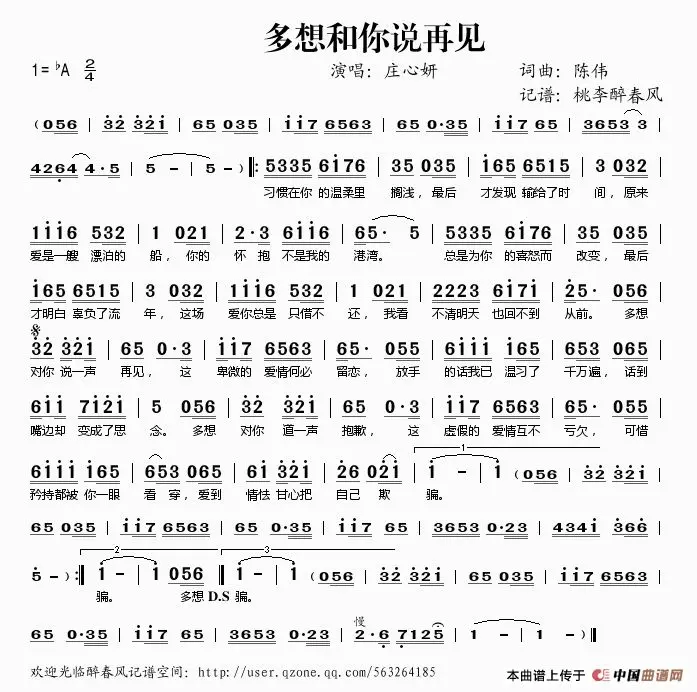 多想和你说再见
1=♭A 2/4
演唱：庄心妍
词曲：陈伟
记谱：桃李醉春风
（056 | 32 321 | 65 035 | 117 6563 | 65 0·35 | 117 65 | 3653 3 |
4264 4·5 | 5 - | 5 - ）‖: 5335 6176 | 35 035 | 165 6515 | 3 032 |
习惯在你 的温柔里 搁浅，最后 才发现 输给了时 间，原来
1116 532 | 1 021 | 2·3 6116 | 65· 5 | 5335 6176 | 35 035 |
爱是一艘 漂泊的 船，你的 怀 抱 不是我的 港湾。 总是为你 的喜怒而 改变，最后
165 6515 | 3 032 | 1113 216 | 1 021 | 2223 6171 | 25· 056 |
才明白 辜负了流 年，这场 爱你总是 只借不 还，我看 不清明天 也回不到 从前。 多想
32 321 | 65 0·3 | 117 6563 | 65 035 | 6111 165 | 653 065 |
对你 说一声 再见，这 卑微的 爱情何必 留恋，放手 的话我已 温习了 千万遍，话到
611 7121 | 5 056 | 32 321 | 65 0·3 | 117 6563 | 65 065 |
嘴边却 变成了思 念。多想 对你 道一声 抱歉，这 虚假的 爱情互不 亏欠，可惜
6111 165 | 653 065 | 61 321 | 26 021 | 1 - | 1 - （056 | 32 321 |
矜持都被 你一眼 看 穿，爱到 情怯 甘心把 自己 欺 骗。
1
65 035 | 117 6563 | 65 0·35 | 117 65 | 3653 0·23 | 4341 366 |
5 - ）:‖ 1 - | 1 056 ‖ 1 - | 1 （056 | 32 321 | 65 035 | 117 6563 |
2
3
骗。 多想 D.S 骗。
65 0·35 | 117 65 | 3653 0·23 | 2·6 7125 | 1 - | 1 - ）‖
慢
欢迎光临醉春风记谱空间：http://user.qzone.qq.com/563264185
本曲谱上传于 中国曲谱网